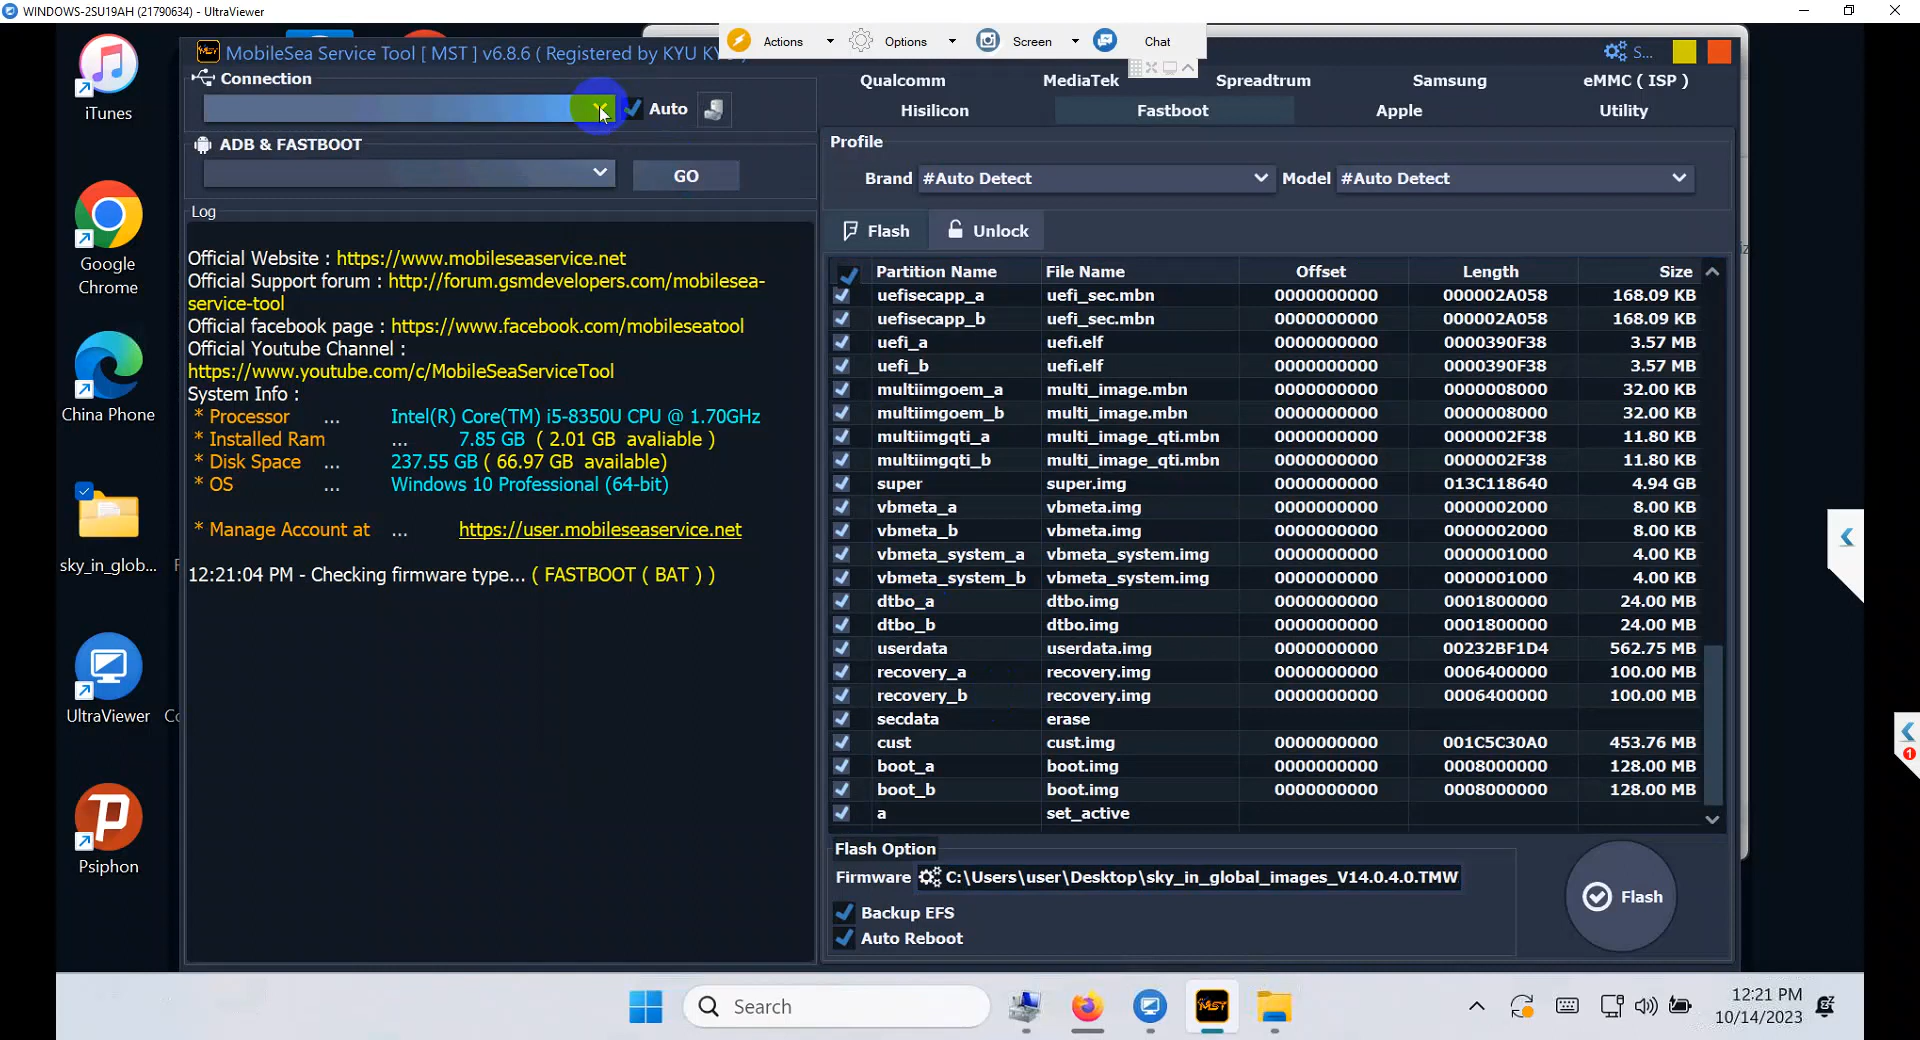 WINDOWS-2SU19AH (21790634) - UltraViewer
Actions
Options
Screen
Chat
MobileSea Service Tool [ MST ] v6.8.6 ( Registered by KYU KY
S...
Connection
Auto
ADB & FASTBOOT
GO
Log
Official Website : https://www.mobileseaservice.net
Official Support forum : http://forum.gsmdevelopers.com/mobilesea-
service-tool
Official facebook page : https://www.facebook.com/mobileseatool
Official Youtube Channel :
https://www.youtube.com/c/MobileSeaServiceTool
System Info :
* Processor ... Intel(R) Core(TM) i5-8350U CPU @ 1.70GHz
* Installed Ram ... 7.85 GB ( 2.01 GB avaliable )
* Disk Space ... 237.55 GB ( 66.97 GB available)
* OS ... Windows 10 Professional (64-bit)
* Manage Account at ... https://user.mobileseaservice.net
12:21:04 PM - Checking firmware type... ( FASTBOOT ( BAT ) )
Qualcomm MediaTek Spreadtrum Samsung eMMC ( ISP )
Hisilicon Fastboot Apple Utility
Profile
Brand #Auto Detect Model #Auto Detect
Flash Unlock
Partition Name File Name Offset Length Size
uefisecapp_a uefi_sec.mbn 0000000000 000002A058 168.09 KB
uefisecapp_b uefi_sec.mbn 0000000000 000002A058 168.09 KB
uefi_a uefi.elf 0000000000 0000390F38 3.57 MB
uefi_b uefi.elf 0000000000 0000390F38 3.57 MB
multiimgoem_a multi_image.mbn 0000000000 0000008000 32.00 KB
multiimgoem_b multi_image.mbn 0000000000 0000008000 32.00 KB
multiimgqti_a multi_image_qti.mbn 0000000000 0000002F38 11.80 KB
multiimgqti_b multi_image_qti.mbn 0000000000 0000002F38 11.80 KB
super super.img 0000000000 013C118640 4.94 GB
vbmeta_a vbmeta.img 0000000000 0000002000 8.00 KB
vbmeta_b vbmeta.img 0000000000 0000002000 8.00 KB
vbmeta_system_a vbmeta_system.img 0000000000 0000001000 4.00 KB
vbmeta_system_b vbmeta_system.img 0000000000 0000001000 4.00 KB
dtbo_a dtbo.img 0000000000 0001800000 24.00 MB
dtbo_b dtbo.img 0000000000 0001800000 24.00 MB
userdata userdata.img 0000000000 00232BF1D4 562.75 MB
recovery_a recovery.img 0000000000 0006400000 100.00 MB
recovery_b recovery.img 0000000000 0006400000 100.00 MB
secdata erase
cust cust.img 0000000000 001C5C30A0 453.76 MB
boot_a boot.img 0000000000 0008000000 128.00 MB
boot_b boot.img 0000000000 0008000000 128.00 MB
a set_active
Flash Option
Firmware C:\Users\user\Desktop\sky_in_global_images_V14.0.4.0.TMW
Backup EFS
Auto Reboot
Flash
iTunes
Google
Chrome
China Phone
sky_in_glob...
UltraViewer
Psiphon
Search
MST
12:21 PM
10/14/2023
1